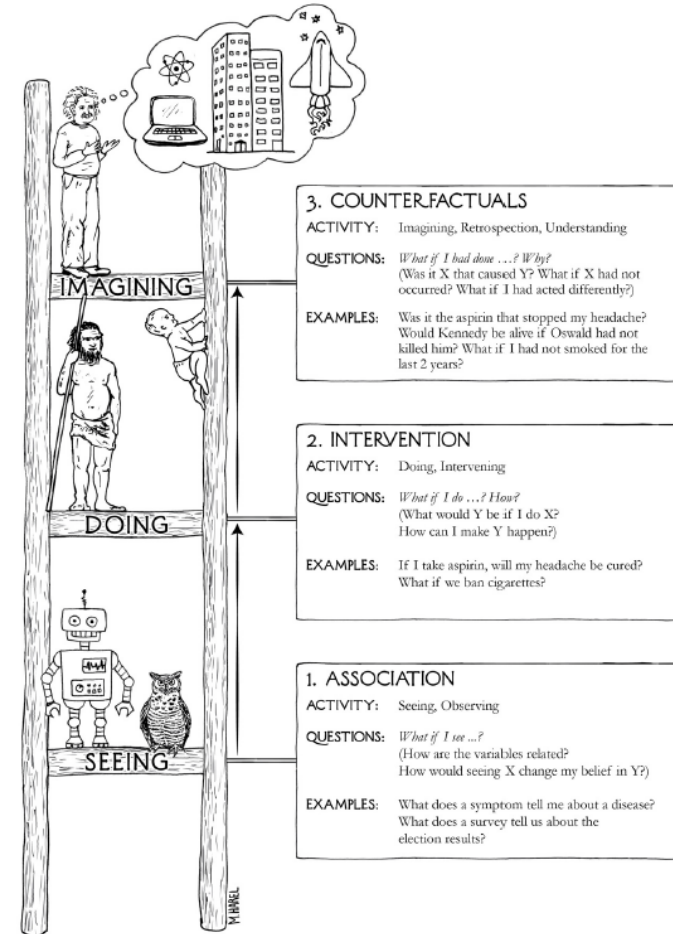 3. COUNTERFACTUALS
ACTIVITY: Imagining, Retrospection, Understanding
QUESTIONS: What if I had done …? Why?
(Was it X that caused Y? What if X had not
occurred? What if I had acted differently?)
EXAMPLES: Was it the aspirin that stopped my headache?
Would Kennedy be alive if Oswald had not
killed him? What if I had not smoked for the
last 2 years?
IMAGINING
2. INTERVENTION
ACTIVITY: Doing, Intervening
QUESTIONS: What if I do …? How?
(What would Y be if I do X?
How can I make Y happen?)
EXAMPLES: If I take aspirin, will my headache be cured?
What if we ban cigarettes?
DOING
1. ASSOCIATION
ACTIVITY: Seeing, Observing
QUESTIONS: What if I see ...?
(How are the variables related?
How would seeing X change my belief in Y?)
EXAMPLES: What does a symptom tell me about a disease?
What does a survey tell us about the
election results?
SEEING
M.HAREL